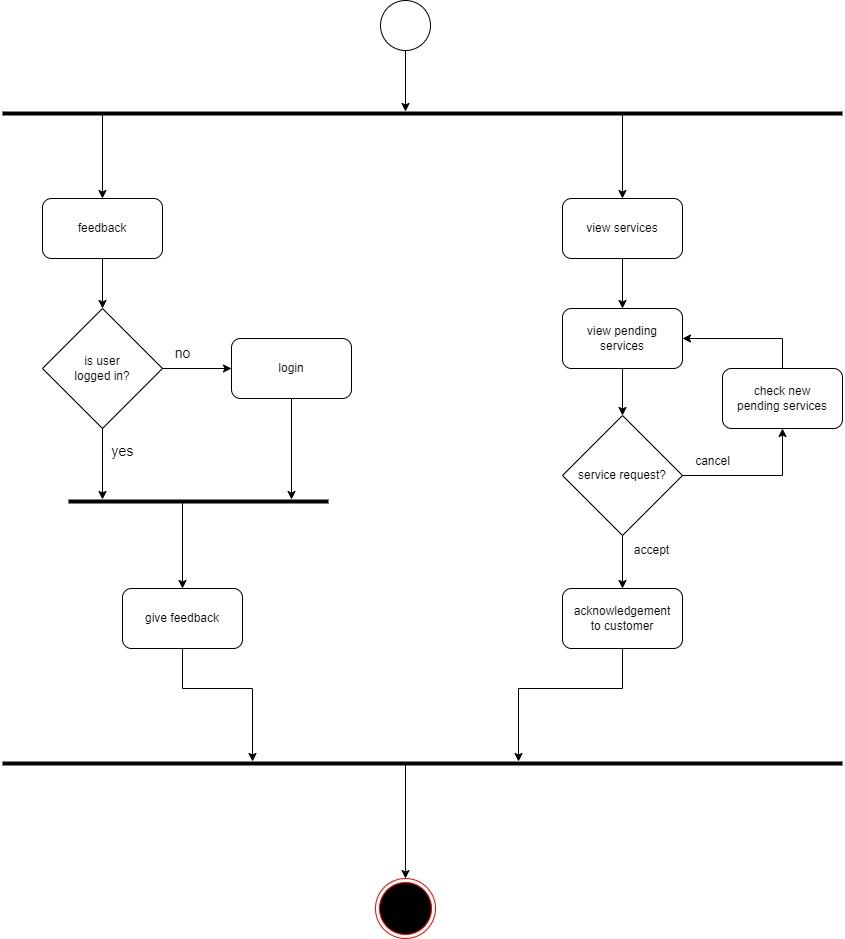 feedback
view services
is user
logged in?
no
login
yes
view pending
services
check new
pending services
service request?
cancel
accept
give feedback
acknowledgement
to customer